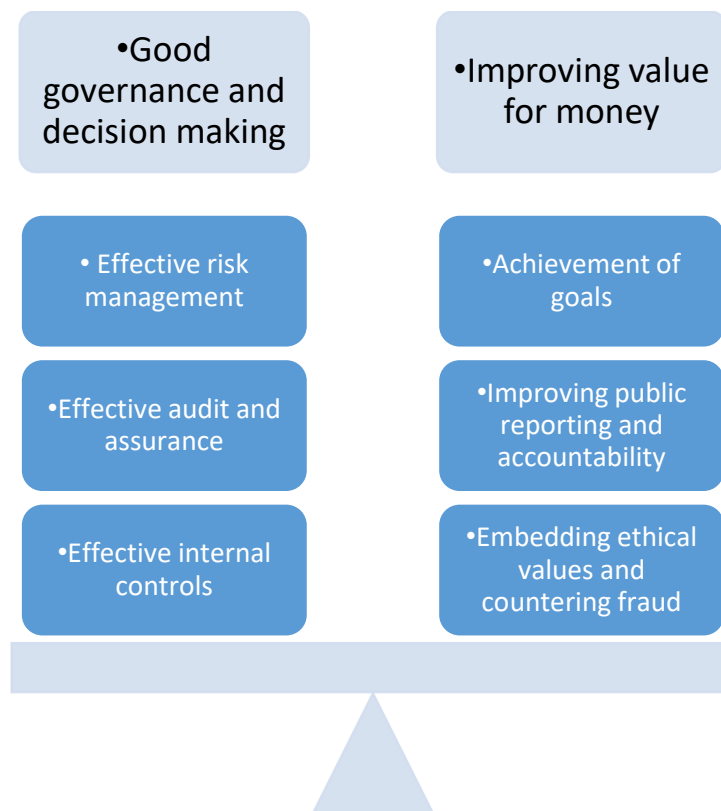 •Good
governance and
decision making
•Improving value
for money
• Effective risk
management
•Achievement of
goals
•Effective audit and
assurance
•Improving public
reporting and
accountability
•Effective internal
controls
•Embedding ethical
values and
countering fraud